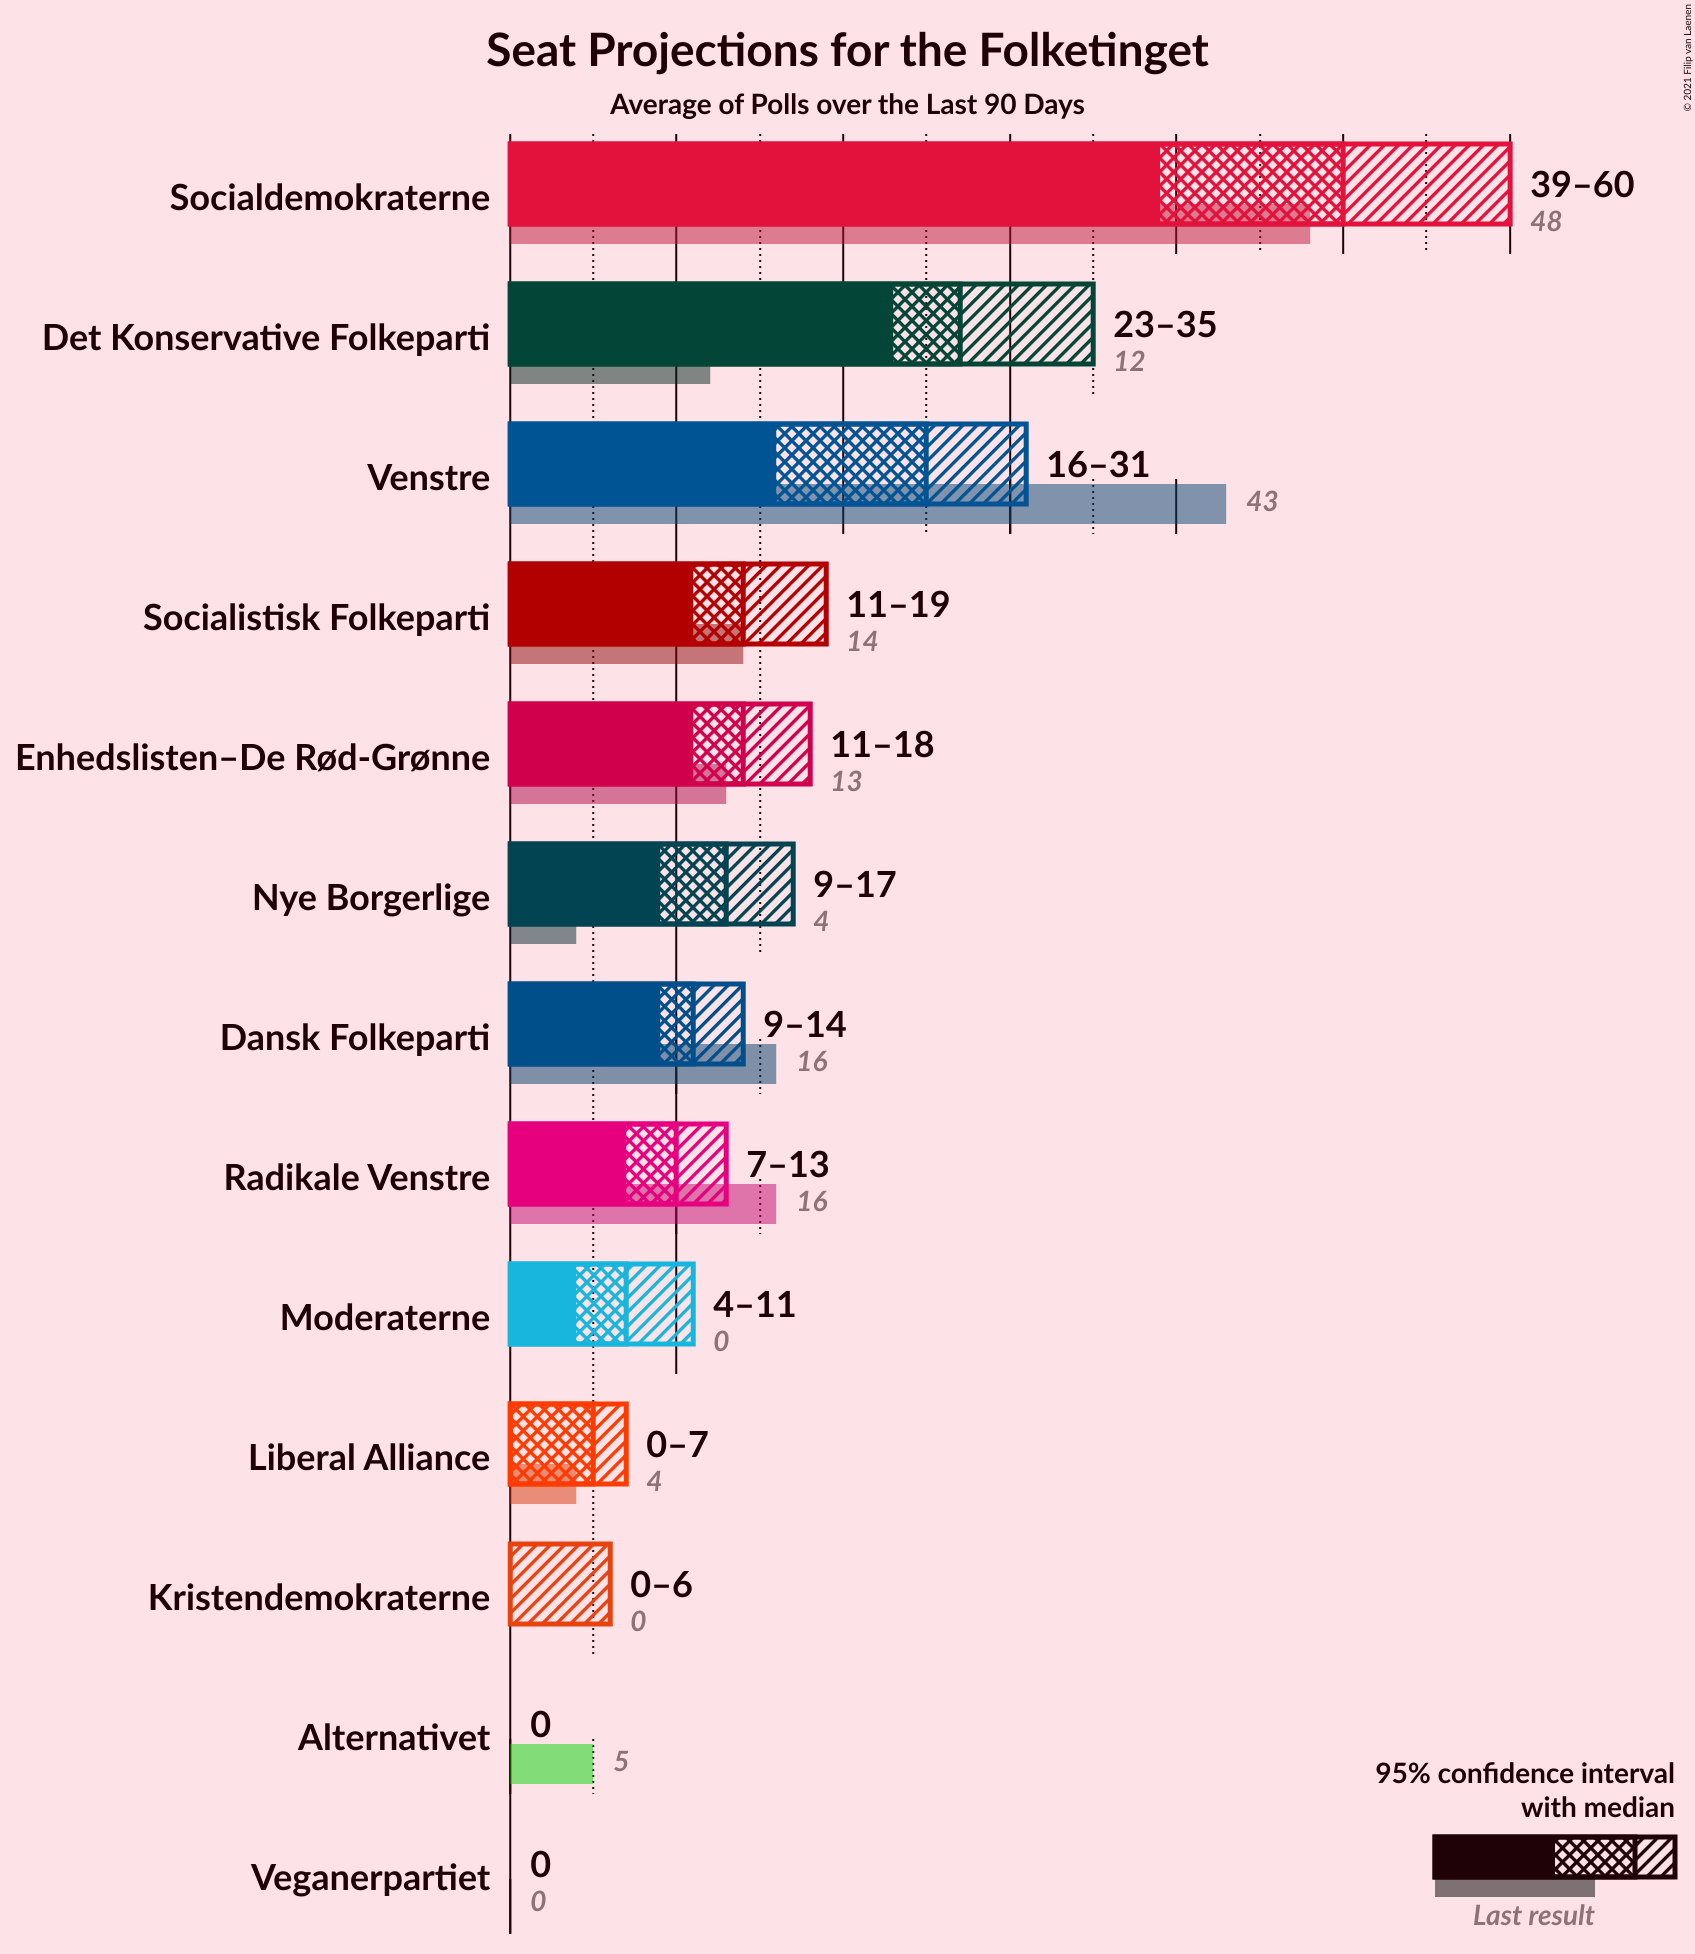 Seat Projections for the Folketinget
Average of Polls over the Last 90 Days
© 2021 Filip van Laenen
Socialdemokraterne
39–60
48
Det Konservative Folkeparti
23–35
12
Venstre
16–31
43
Socialistisk Folkeparti
11–19
14
Enhedslisten–De Rød-Grønne
11–18
13
Nye Borgerlige
9–17
4
Dansk Folkeparti
9–14
16
Radikale Venstre
7–13
16
Moderaterne
4–11
0
Liberal Alliance
0–7
4
Kristendemokraterne
0–6
0
Alternativet
0
5
Veganerpartiet
0
0
95% confidence interval
with median
Last result